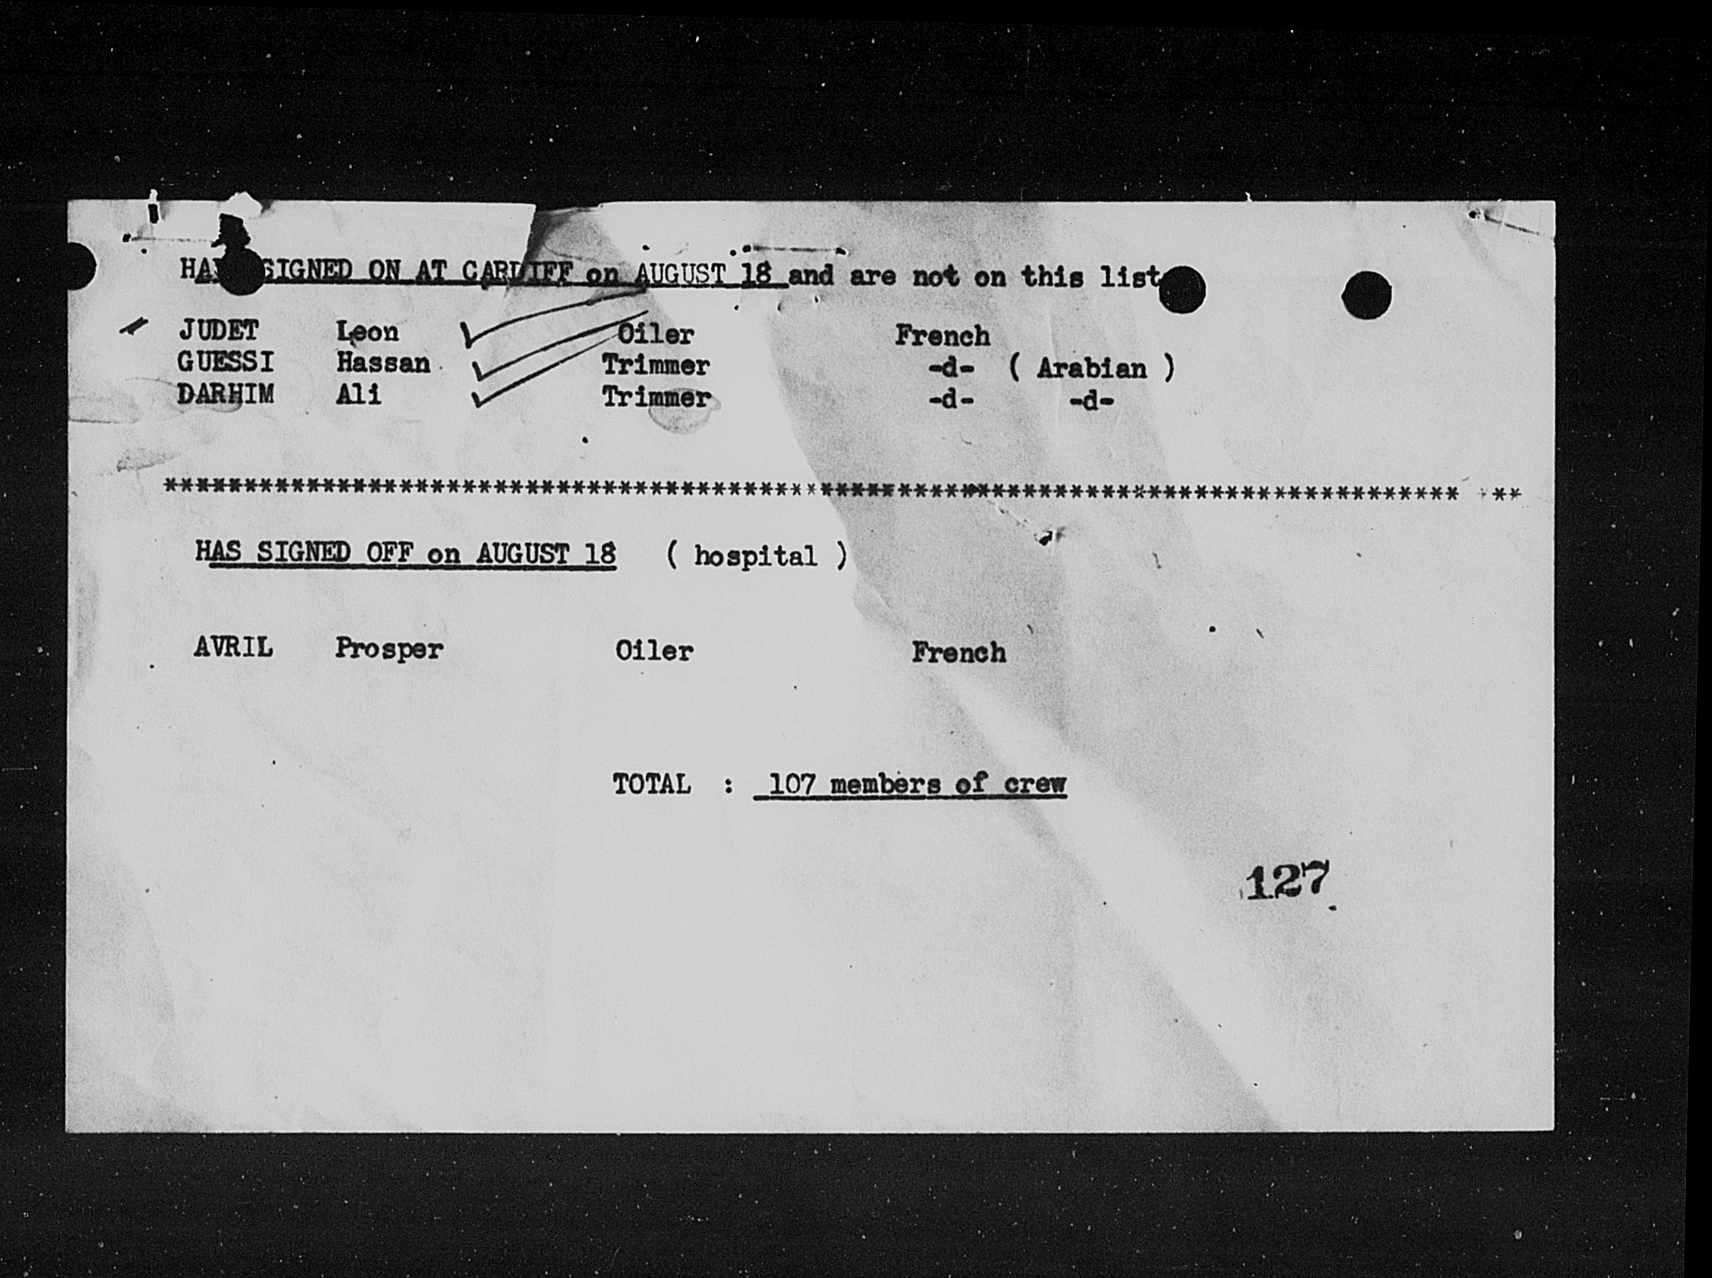 SIGNED ON AT CARDIFF on AUGUST 18 and are not on this list
JUDET Leon Oiler French
GUESSI Hassan Trimmer -d- ( Arabian )
DARHIM Ali Trimmer -d- -d-
************************************************************************************
HAS SIGNED OFF on AUGUST 18 ( hospital )
AVRIL Prosper Oiler French
TOTAL : 107 members of crew
127